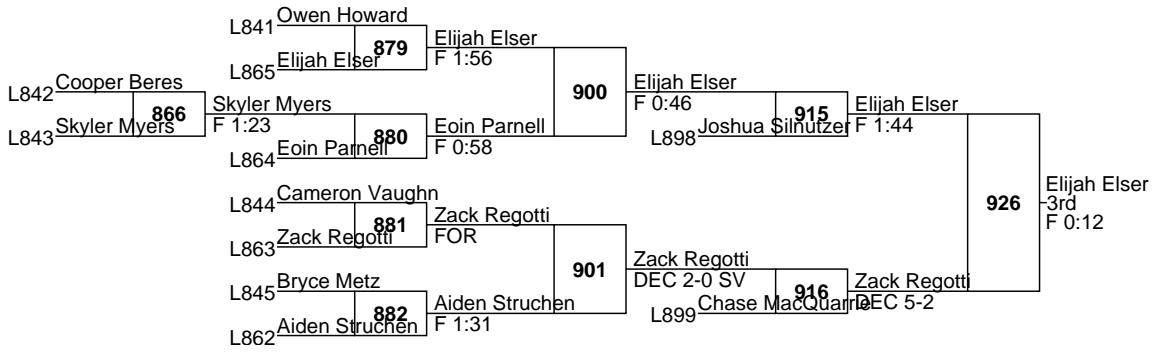 Owen Howard
L841
879
Elijah Elser
F 1:56
Elijah Elser
L865
Cooper Beres
L842
866
Skyler Myers
F 1:23
Skyler Myers
L843
900
Elijah Elser
F 0:46
880
Eoin Parnell
F 0:58
Eoin Parnell
L864
915
Elijah Elser
F 1:44
Joshua Silnutzer
L898
Cameron Vaughn
L844
881
Zack Regotti
FOR
Zack Regotti
L863
926
Elijah Elser
3rd
F 0:12
901
Zack Regotti
DEC 2-0 SV
Bryce Metz
L845
882
Aiden Struchen
F 1:31
Aiden Struchen
L862
916
Zack Regotti
DEC 5-2
Chase MacQuarrie
L899